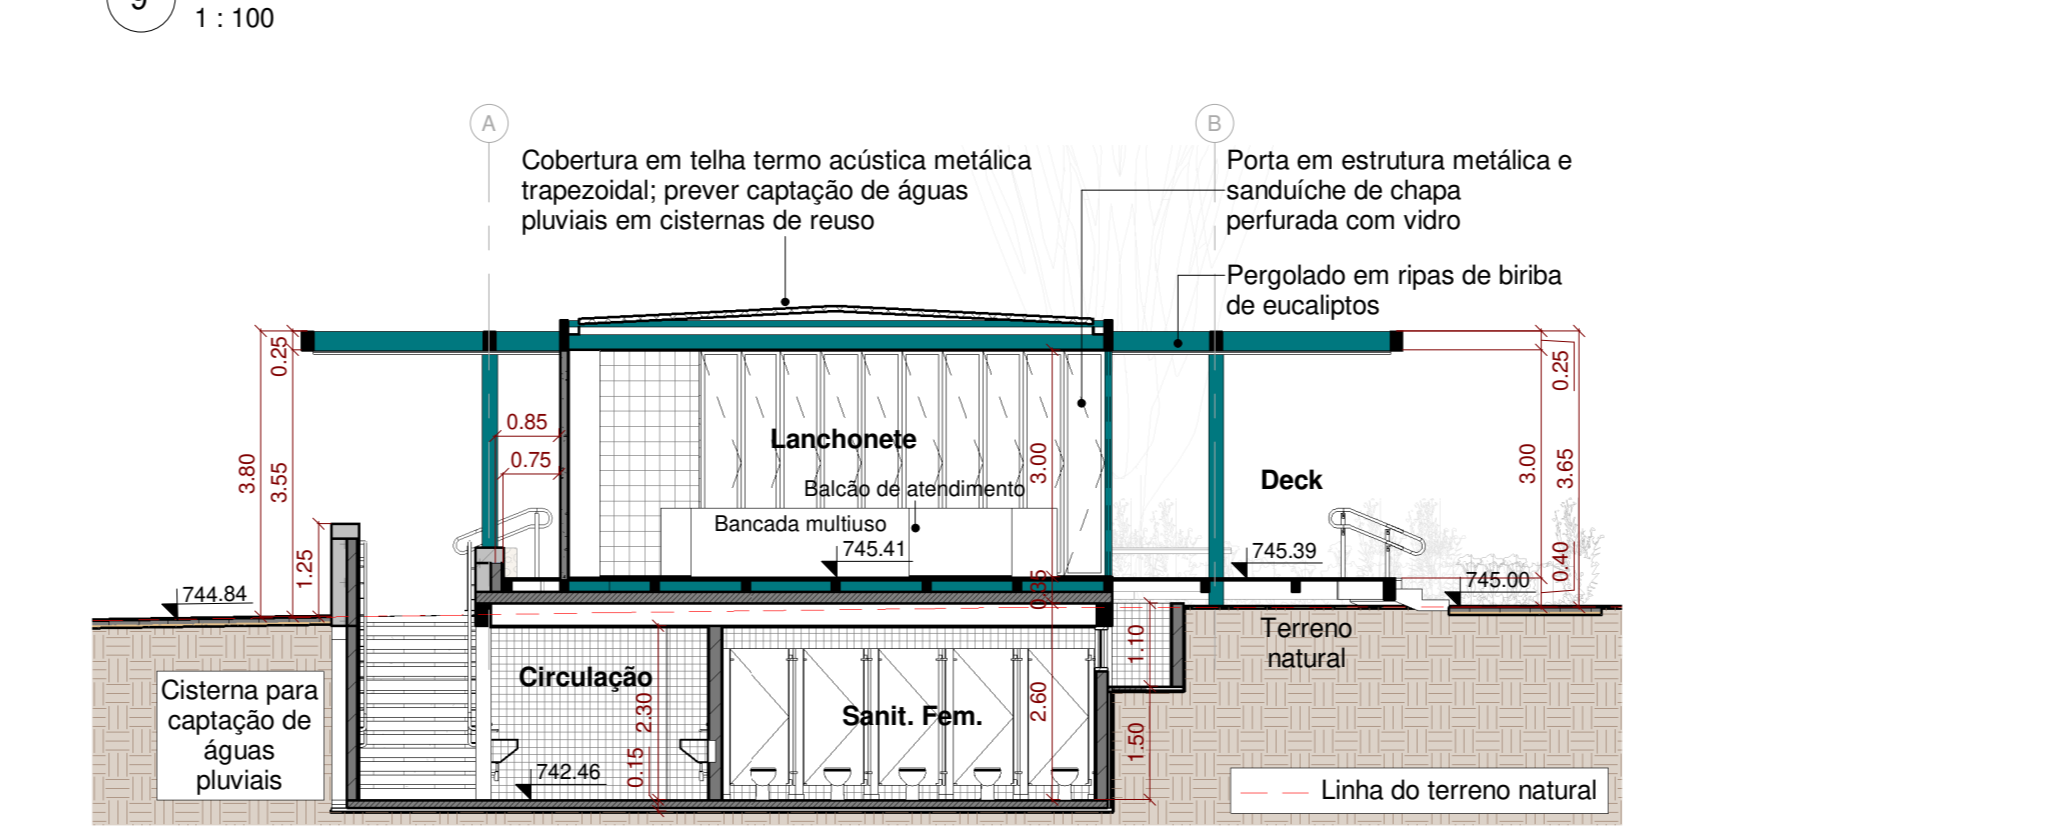 9
1 : 100
A
B
Cobertura em telha termo acústica metálica
trapezoidal; prever captação de águas
pluviais em cisternas de reuso
Porta em estrutura metálica e
sanduíche de chapa
perfurada com vidro
Pergolado em ripas de biriba
de eucaliptos
0.25
3.80
3.55
1.25
0.85
0.75
Lanchonete
Balcão de atendimento
Bancada multiuso
745.41
3.00
0.35
Deck
745.39
745.00
3.00
0.25
3.65
0.40
744.84
Cisterna para
captação de
águas
pluviais
Circulação
2.30
0.15
742.46
Sanit. Fem.
2.60
1.10
1.50
Terreno
natural
Linha do terreno natural